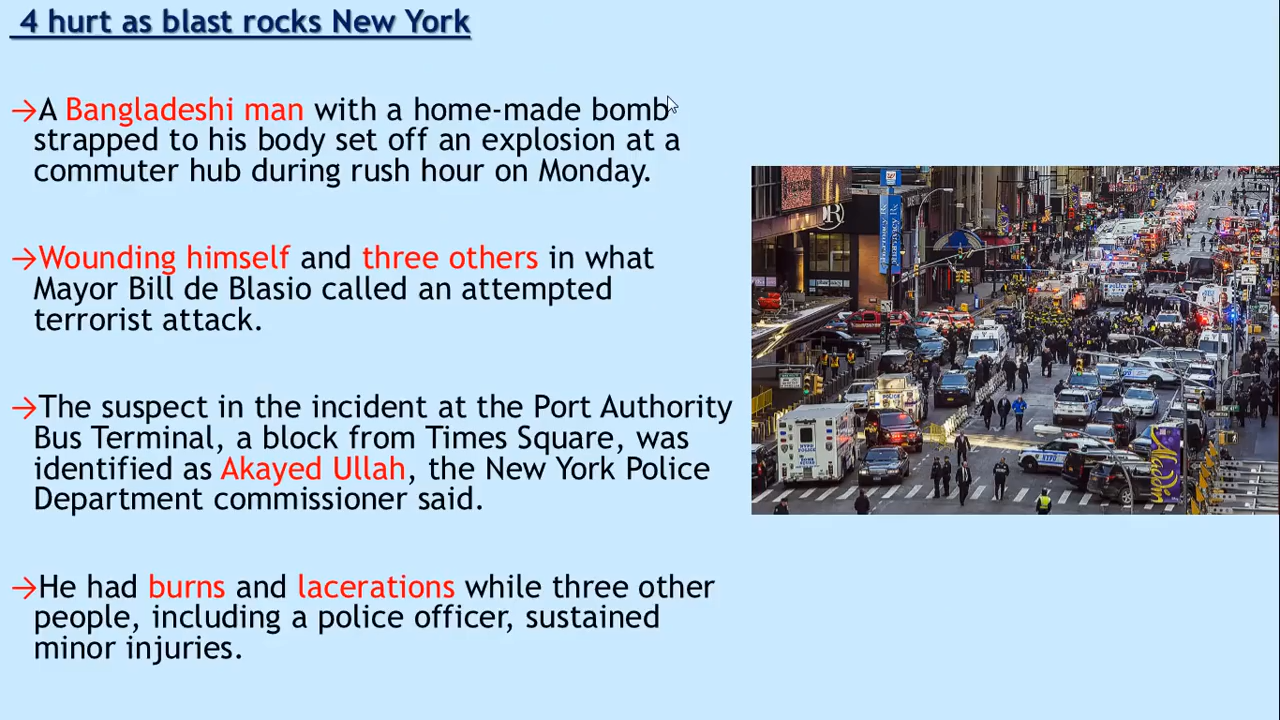 4 hurt as blast rocks New York
→A Bangladeshi man with a home-made bomb
strapped to his body set off an explosion at a
commuter hub during rush hour on Monday.
→Wounding himself and three others in what
Mayor Bill de Blasio called an attempted
terrorist attack.
→The suspect in the incident at the Port Authority
Bus Terminal, a block from Times Square, was
identified as Akayed Ullah, the New York Police
Department commissioner said.
→He had burns and lacerations while three other
people, including a police officer, sustained
minor injuries.